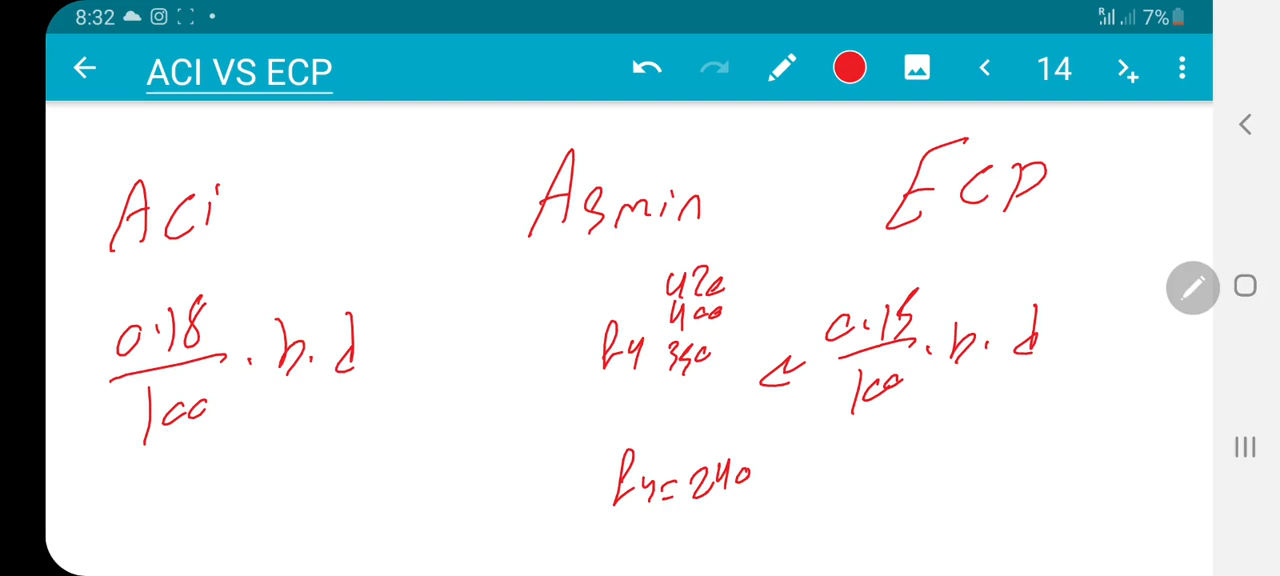 8:32 R 7%
ACI VS ECP 14
ACi Asmin ECP
420
400
0.18/100 . b. d fy 350 0.15/100 . b. d
fy = 240